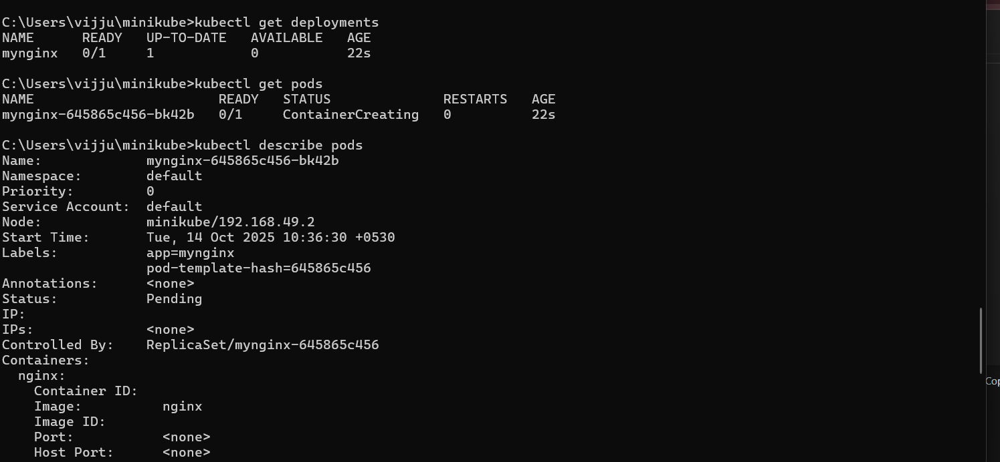 C:\Users\vijju\minikube>kubectl get deployments
NAME      READY   UP-TO-DATE   AVAILABLE   AGE
mynginx   0/1     1            0           22s
C:\Users\vijju\minikube>kubectl get pods
NAME                       READY   STATUS              RESTARTS   AGE
mynginx-645865c456-bk42b   0/1     ContainerCreating   0          22s
C:\Users\vijju\minikube>kubectl describe pods
Name:             mynginx-645865c456-bk42b
Namespace:        default
Priority:         0
Service Account:  default
Node:             minikube/192.168.49.2
Start Time:       Tue, 14 Oct 2025 10:36:30 +0530
Labels:           app=mynginx
                  pod-template-hash=645865c456
Annotations:      <none>
Status:           Pending
IP:
IPs:              <none>
Controlled By:    ReplicaSet/mynginx-645865c456
Containers:
  nginx:
    Container ID:
    Image:          nginx
    Image ID:
    Port:           <none>
    Host Port:      <none>